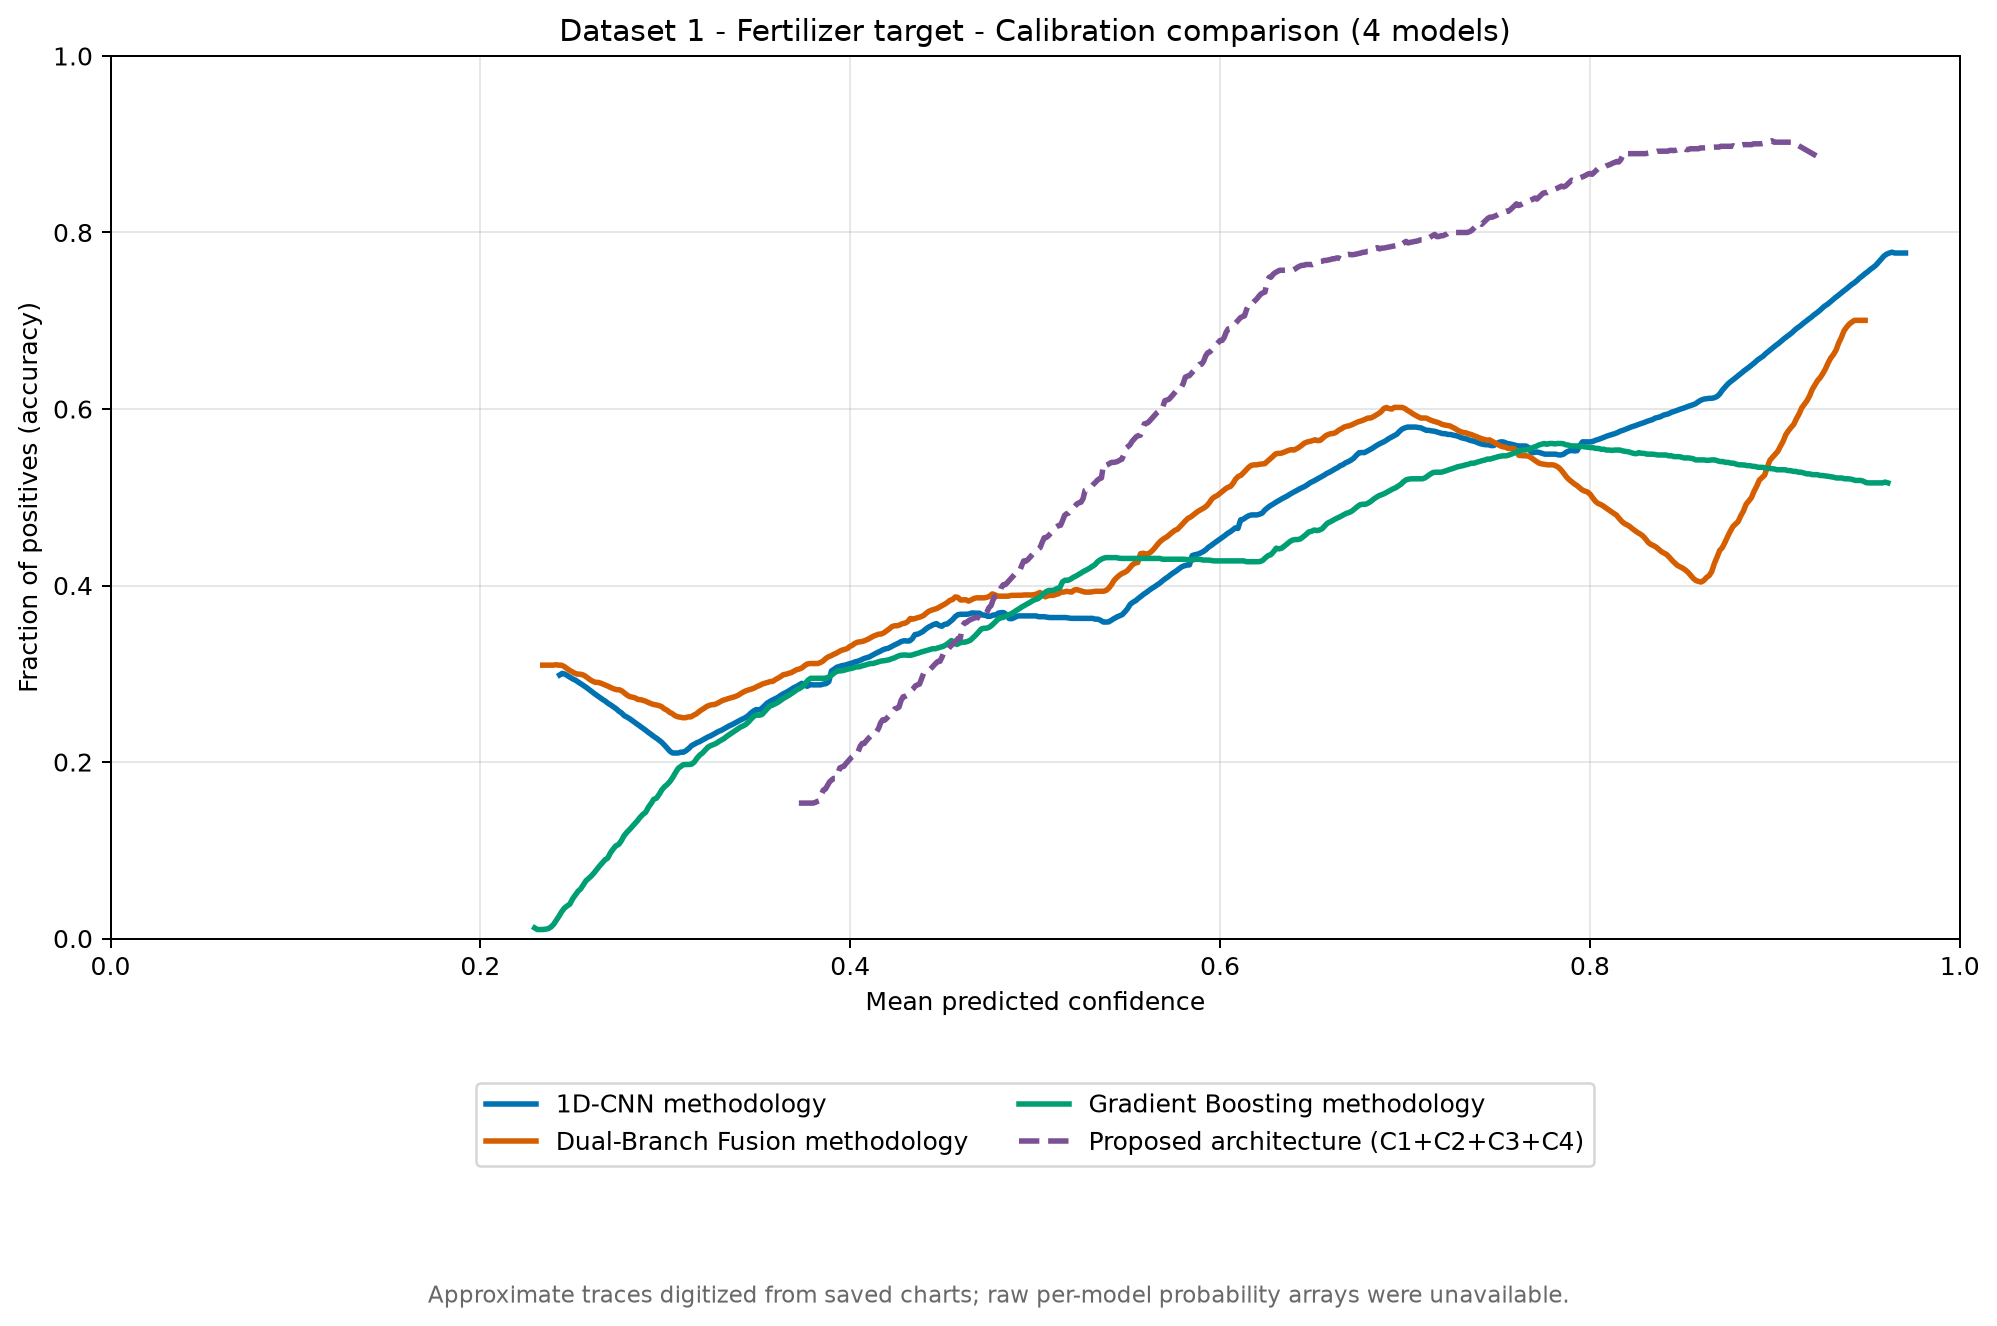 Dataset 1 - Fertilizer target - Calibration comparison (4 models)
Fraction of positives (accuracy)
1.0
0.8
0.6
0.4
0.2
0.0
0.0 0.2 0.4 0.6 0.8 1.0
Mean predicted confidence
1D-CNN methodology
Dual-Branch Fusion methodology
Gradient Boosting methodology
Proposed architecture (C1+C2+C3+C4)
Approximate traces digitized from saved charts; raw per-model probability arrays were unavailable.